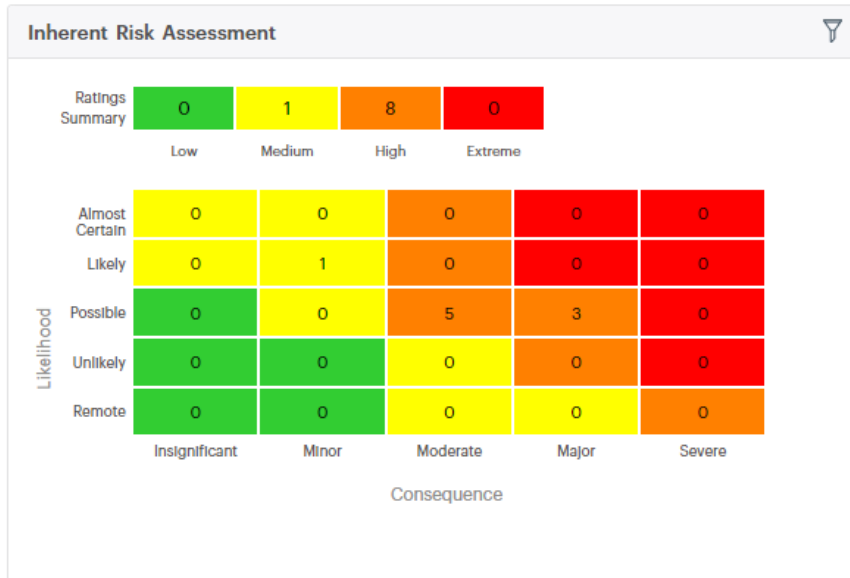 Inherent Risk Assessment
Ratings
Summary
0 1 8 0
Low Medium High Extreme
Almost
Certain
0 0 0 0 0
Likely 0 1 0 0 0
Possible 0 0 5 3 0
Unlikely 0 0 0 0 0
Remote 0 0 0 0 0
Likelihood
Insignificant Minor Moderate Major Severe
Consequence